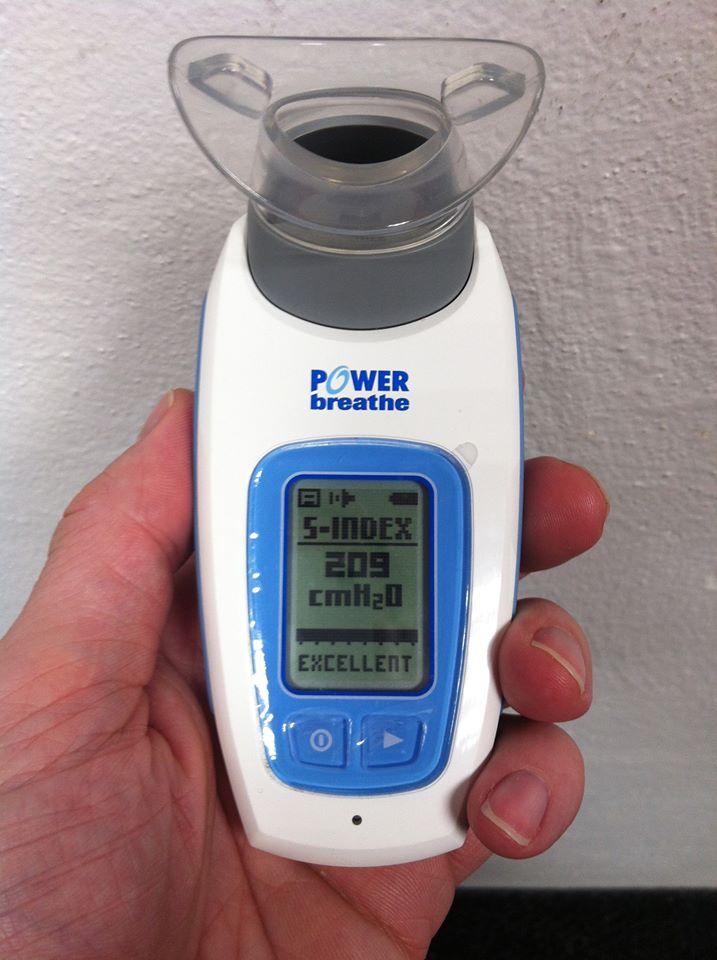 POWER
breathe
S-INDEX
209
cmH₂O
EXCELLENT